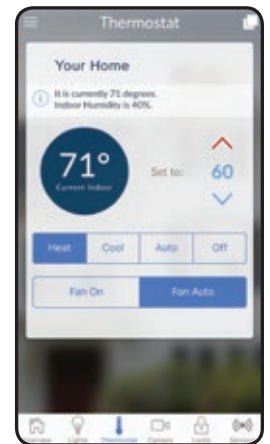 Thermostat
Your Home
It is currently 71 degrees.
Indoor Humidity is 40%.
71°
Current Indoor
Set to:
60
Heat Cool Auto Off
Fan On Fan Auto
Lights Thermostat Camera